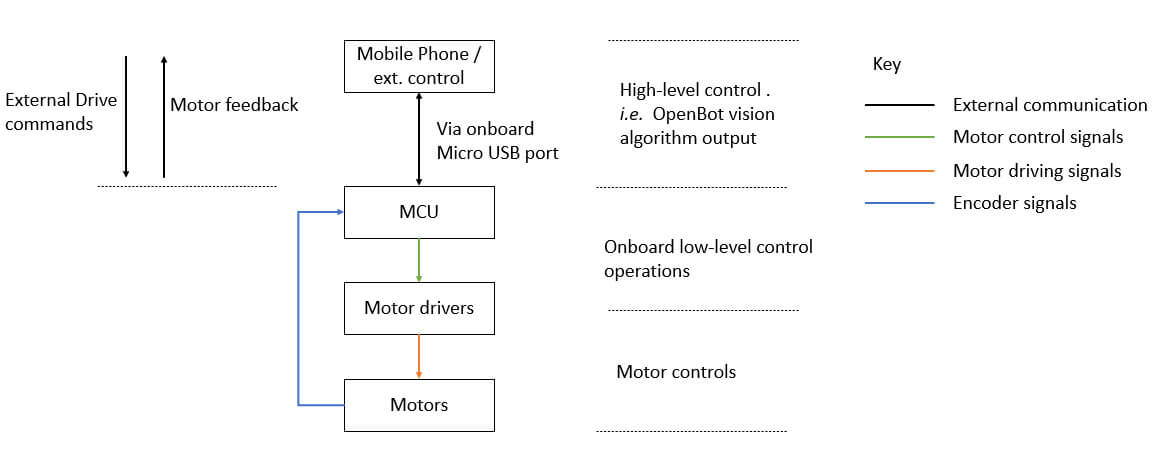 Mobile Phone /
ext. control
External Drive
commands
Motor feedback
Via onboard
Micro USB port
High-level control .
i.e. OpenBot vision
algorithm output
Key
External communication
Motor control signals
Motor driving signals
Encoder signals
MCU
Onboard low-level control
operations
Motor drivers
Motor controls
Motors